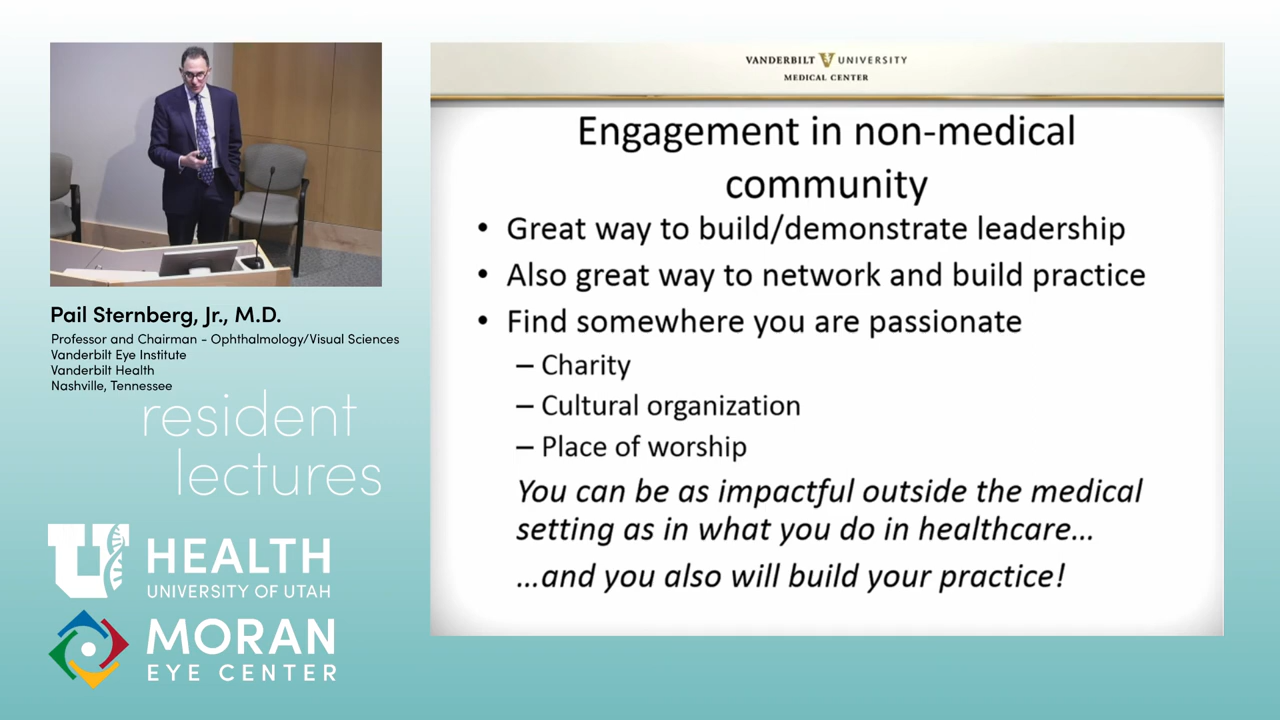 VANDERBILT UNIVERSITY
MEDICAL CENTER
Engagement in non-medical
community
• Great way to build/demonstrate leadership
• Also great way to network and build practice
• Find somewhere you are passionate
– Charity
– Cultural organization
– Place of worship
You can be as impactful outside the medical
setting as in what you do in healthcare...
...and you also will build your practice!
Pail Sternberg, Jr., M.D.
Professor and Chairman - Ophthalmology/Visual Sciences
Vanderbilt Eye Institute
Vanderbilt Health
Nashville, Tennessee
resident
lectures
U HEALTH
UNIVERSITY OF UTAH
MORAN
EYE CENTER